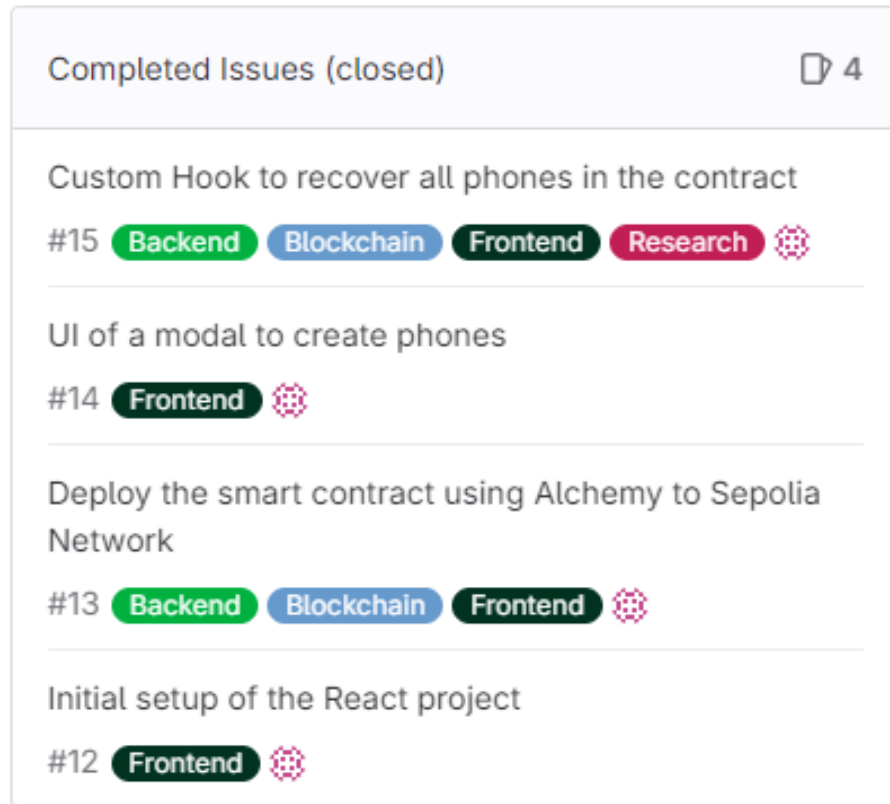 Completed Issues (closed) 4
Custom Hook to recover all phones in the contract
#15 Backend Blockchain Frontend Research
UI of a modal to create phones
#14 Frontend
Deploy the smart contract using Alchemy to Sepolia
Network
#13 Backend Blockchain Frontend
Initial setup of the React project
#12 Frontend